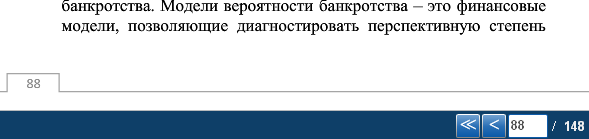 банкротства. Модели вероятности банкротства – это финансовые
модели, позволяющие диагностировать перспективную степень
88
≪ < 88 / 148